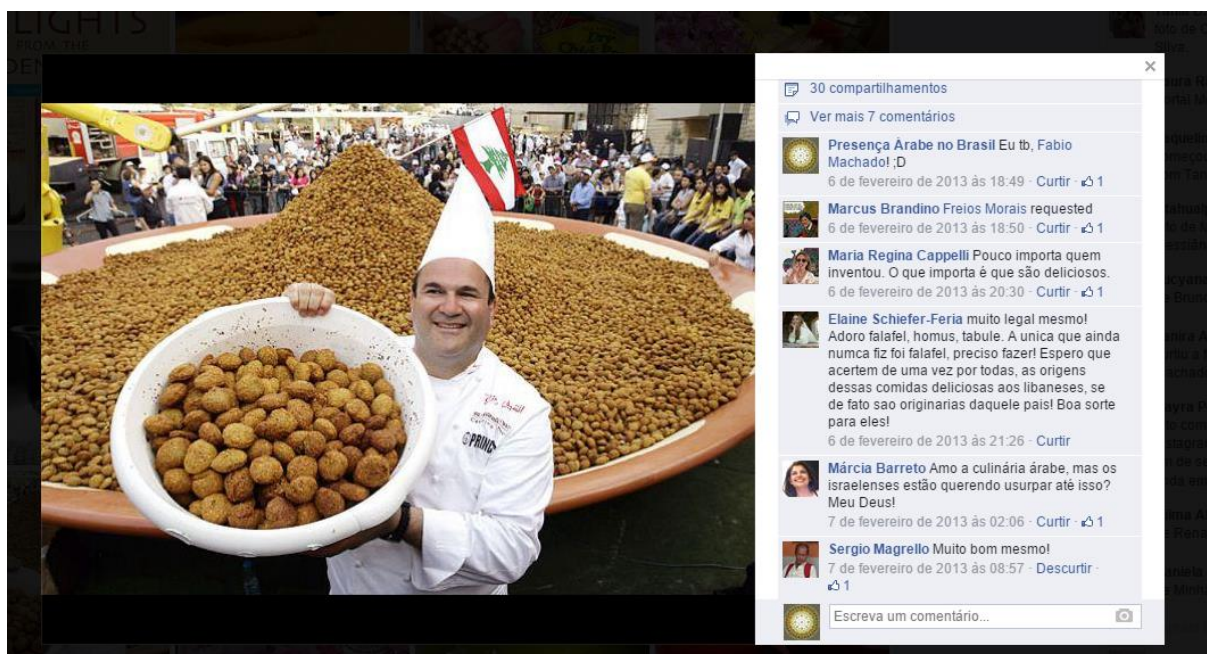 LIGHTS
FROM THE
30 compartilhamentos
Ver mais 7 comentários
Presença Árabe no Brasil Eu tb, Fabio
Machado! ;D
6 de fevereiro de 2013 às 18:49 · Curtir · 1
Marcus Brandino Freios Morais requested
6 de fevereiro de 2013 às 18:50 · Curtir · 1
Maria Regina Cappelli Pouco importa quem
inventou. O que importa é que são deliciosos.
6 de fevereiro de 2013 às 20:30 · Curtir · 1
Elaine Schiefer-Feria muito legal mesmo!
Adoro falafel, homus, tabule. A unica que ainda
numca fiz foi falafel, preciso fazer! Espero que
acertem de uma vez por todas, as origens
dessas comidas deliciosas aos libaneses, se
de fato sao originarias daquele pais! Boa sorte
para eles!
6 de fevereiro de 2013 às 21:26 · Curtir
Márcia Barreto Amo a culinária árabe, mas os
israelenses estão querendo usurpar até isso?
Meu Deus!
7 de fevereiro de 2013 às 02:06 · Curtir · 1
Sergio Magrello Muito bom mesmo!
7 de fevereiro de 2013 às 08:57 · Descurtir ·
1
Escreva um comentário...